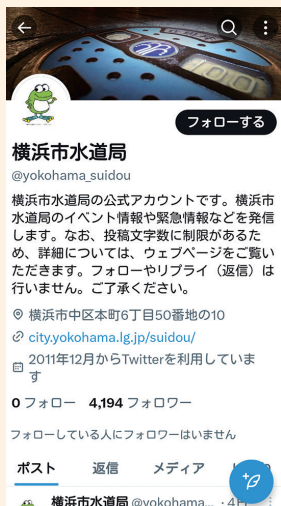 フォローする
横浜市水道局
@yokohama_suidou
横浜市水道局の公式アカウントです。横浜市
水道局のイベント情報や緊急情報などを発信
します。なお、投稿文字数に制限があるた
め、詳細については、ウェブページをご覧い
ただきます。フォローやリプライ（返信）は
行いません。ご了承ください。
横浜市中区本町6丁目50番地の10
city.yokohama.lg.jp/suidou/
2011年12月からTwitterを利用していま
す
0 フォロー 4,194 フォロワー
フォローしている人にフォロワーはいません
ポスト 返信 メディア
横浜市水道局 @yokohama... · 4日